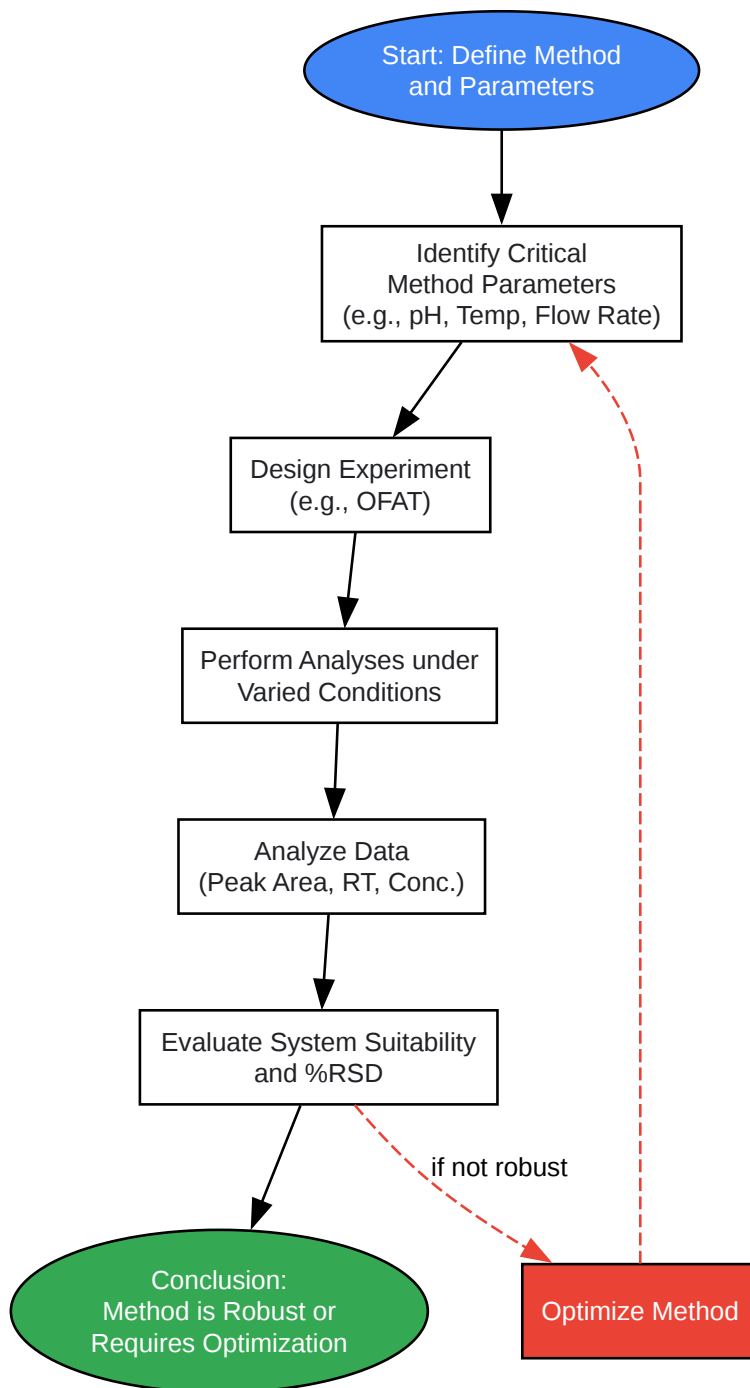 Start: Define Method
and Parameters
Identify Critical
Method Parameters
(e.g., pH, Temp, Flow Rate)
Design Experiment
(e.g., OFAT)
Perform Analyses under
Varied Conditions
Analyze Data
(Peak Area, RT, Conc.)
Evaluate System Suitability
and %RSD
if not robust
Conclusion:
Method is Robust or
Requires Optimization
Optimize Method